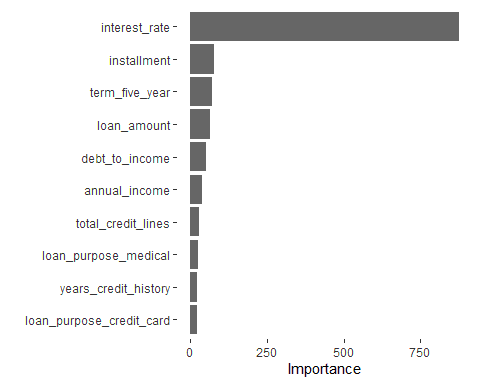 interest_rate
installment
term_five_year
loan_amount
debt_to_income
annual_income
total_credit_lines
loan_purpose_medical
years_credit_history
loan_purpose_credit_card
0 250 500 750
Importance